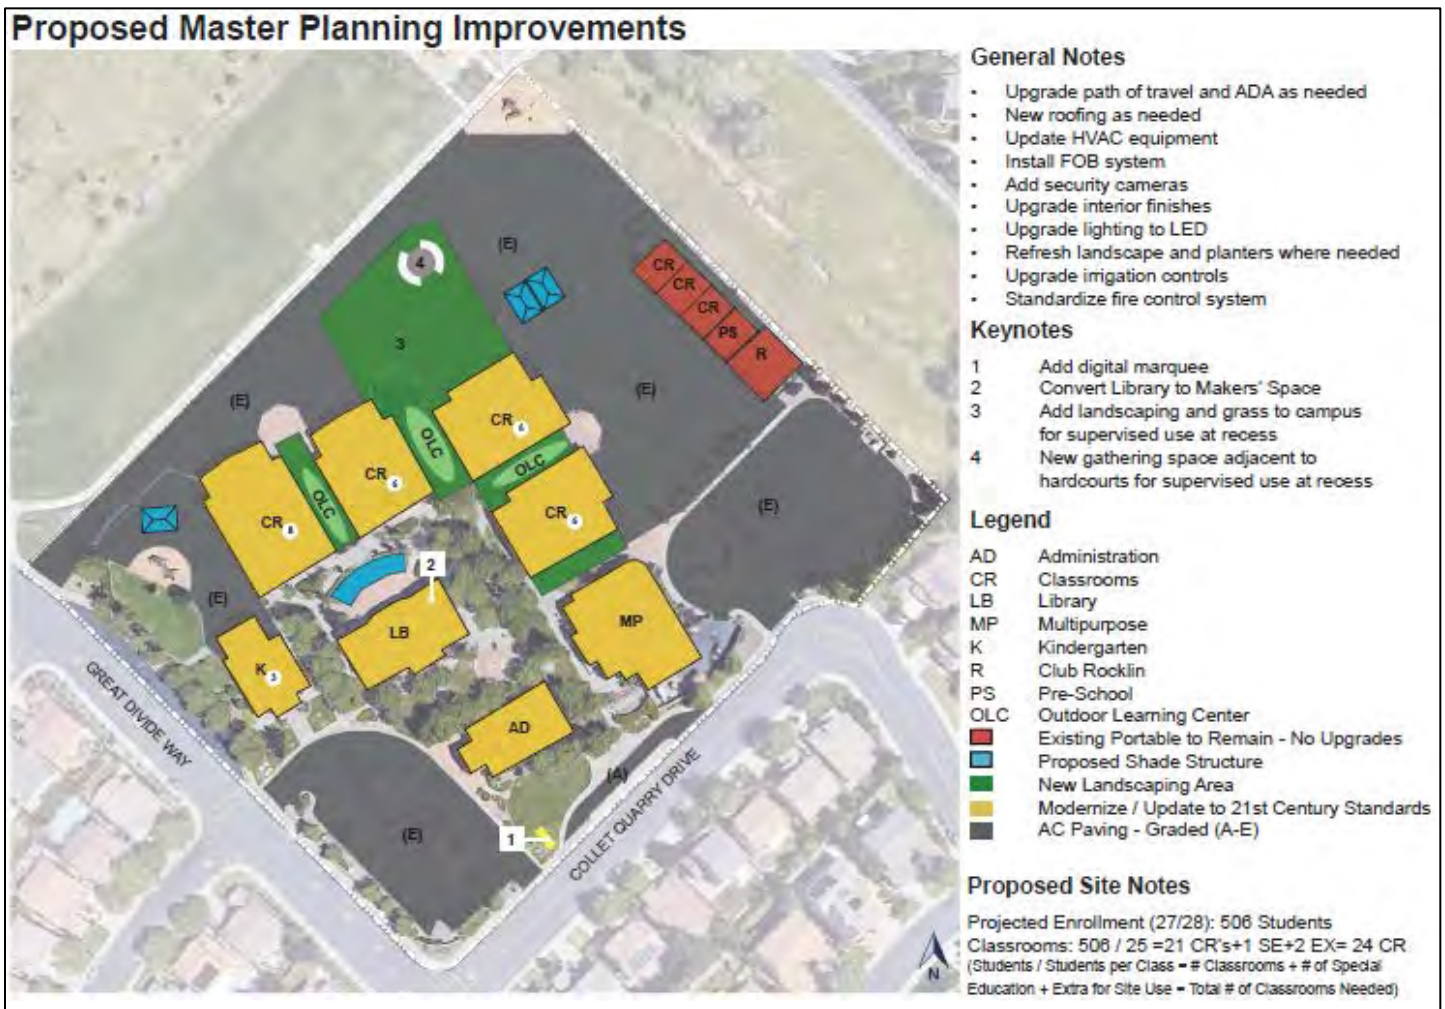 Proposed Master Planning Improvements
General Notes
• Upgrade path of travel and ADA as needed
• New roofing as needed
• Update HVAC equipment
• Install FOB system
• Add security cameras
• Upgrade interior finishes
• Upgrade lighting to LED
• Refresh landscape and planters where needed
• Upgrade irrigation controls
• Standardize fire control system
Keynotes
1 Add digital marquee
2 Convert Library to Makers' Space
3 Add landscaping and grass to campus
for supervised use at recess
4 New gathering space adjacent to
hardcourts for supervised use at recess
Legend
AD Administration
CR Classrooms
LB Library
MP Multipurpose
K Kindergarten
R Club Rocklin
PS Pre-School
OLC Outdoor Learning Center
Existing Portable to Remain - No Upgrades
Proposed Shade Structure
New Landscaping Area
Modernize / Update to 21st Century Standards
AC Paving - Graded (A-E)
Proposed Site Notes
Projected Enrollment (27/28): 506 Students
Classrooms: 506 / 25 =21 CR's+1 SE+2 EX= 24 CR
(Students / Students per Class = # Classrooms + # of Special
Education + Extra for Site Use = Total # of Classrooms Needed)
(E)
4
CR
CR
CR
PS
R
3
(E)
(E)
CR 6
OLC
OLC
CR 6
CR 8
OLC
CR 6
(E)
2
(E)
LB
MP
K 3
AD
GREAT DIVIDE WAY
(A)
(E)
1
COLLET QUARRY DRIVE
N